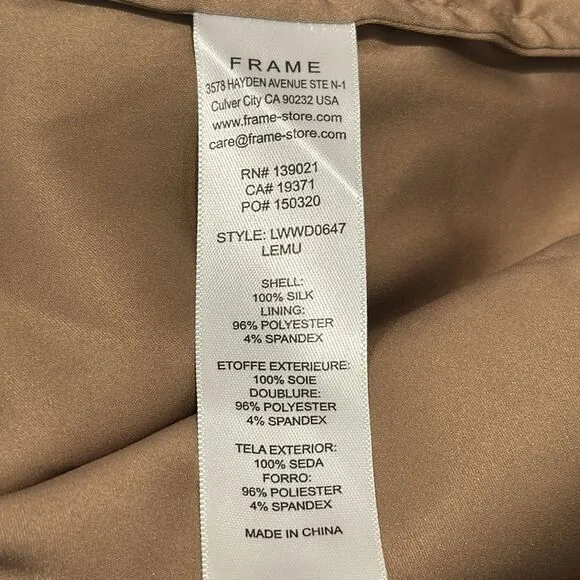 FRAME
3578 HAYDEN AVENUE STE N-1
Culver City CA 90232 USA
www.frame-store.com
care@frame-store.com
RN# 139021
CA# 19371
PO# 150320
STYLE: LWWD0647
LEMU
SHELL:
100% SILK
LINING:
96% POLYESTER
4% SPANDEX
ETOFFE EXTERIEURE:
100% SOIE
DOUBLURE:
96% POLYESTER
4% SPANDEX
TELA EXTERIOR:
100% SEDA
FORRO:
96% POLIESTER
4% SPANDEX
MADE IN CHINA